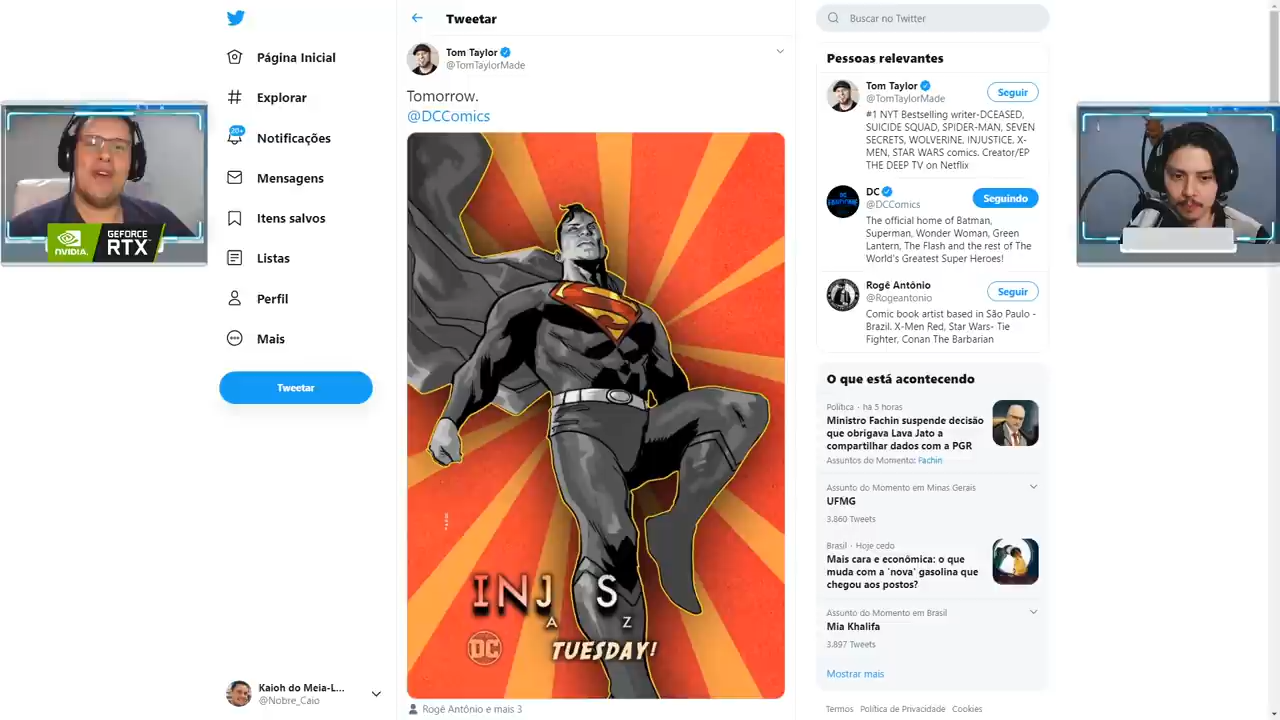 Página Inicial
Explorar
20+
Notificações
Mensagens
Itens salvos
Listas
Perfil
Mais
Tweetar
Kaioh do Meia-L...
@Nobre_Caio
NVIDIA.
GEFORCE
RTX
Tweetar
Tom Taylor
@TomTaylorMade
Tomorrow.
@DCComics
INJ S
A Z
DC
TUESDAY!
Rogê Antônio e mais 3
Buscar no Twitter
Pessoas relevantes
Tom Taylor
@TomTaylorMade
Seguir
#1 NYT Bestselling writer-DCEASED,
SUICIDE SQUAD, SPIDER-MAN, SEVEN
SECRETS, WOLVERINE, INJUSTICE, X-
MEN, STAR WARS comics. Creator/EP
THE DEEP TV on Netflix
DC
@DCComics
Seguindo
The official home of Batman,
Superman, Wonder Woman, Green
Lantern, The Flash and the rest of The
World's Greatest Super Heroes!
Rogê Antônio
@Rogeantonio
Seguir
Comic book artist based in São Paulo -
Brazil. X-Men Red, Star Wars- Tie
Fighter, Conan The Barbarian
O que está acontecendo
Política · há 5 horas
Ministro Fachin suspende decisão
que obrigava Lava Jato a
compartilhar dados com a PGR
Assuntos do Momento: Fachin
Assunto do Momento em Minas Gerais
UFMG
3.860 Tweets
Brasil · Hoje cedo
Mais cara e econômica: o que
muda com a 'nova' gasolina que
chegou aos postos?
Assunto do Momento em Brasil
Mia Khalifa
3.897 Tweets
Mostrar mais
Termos Política de Privacidade Cookies